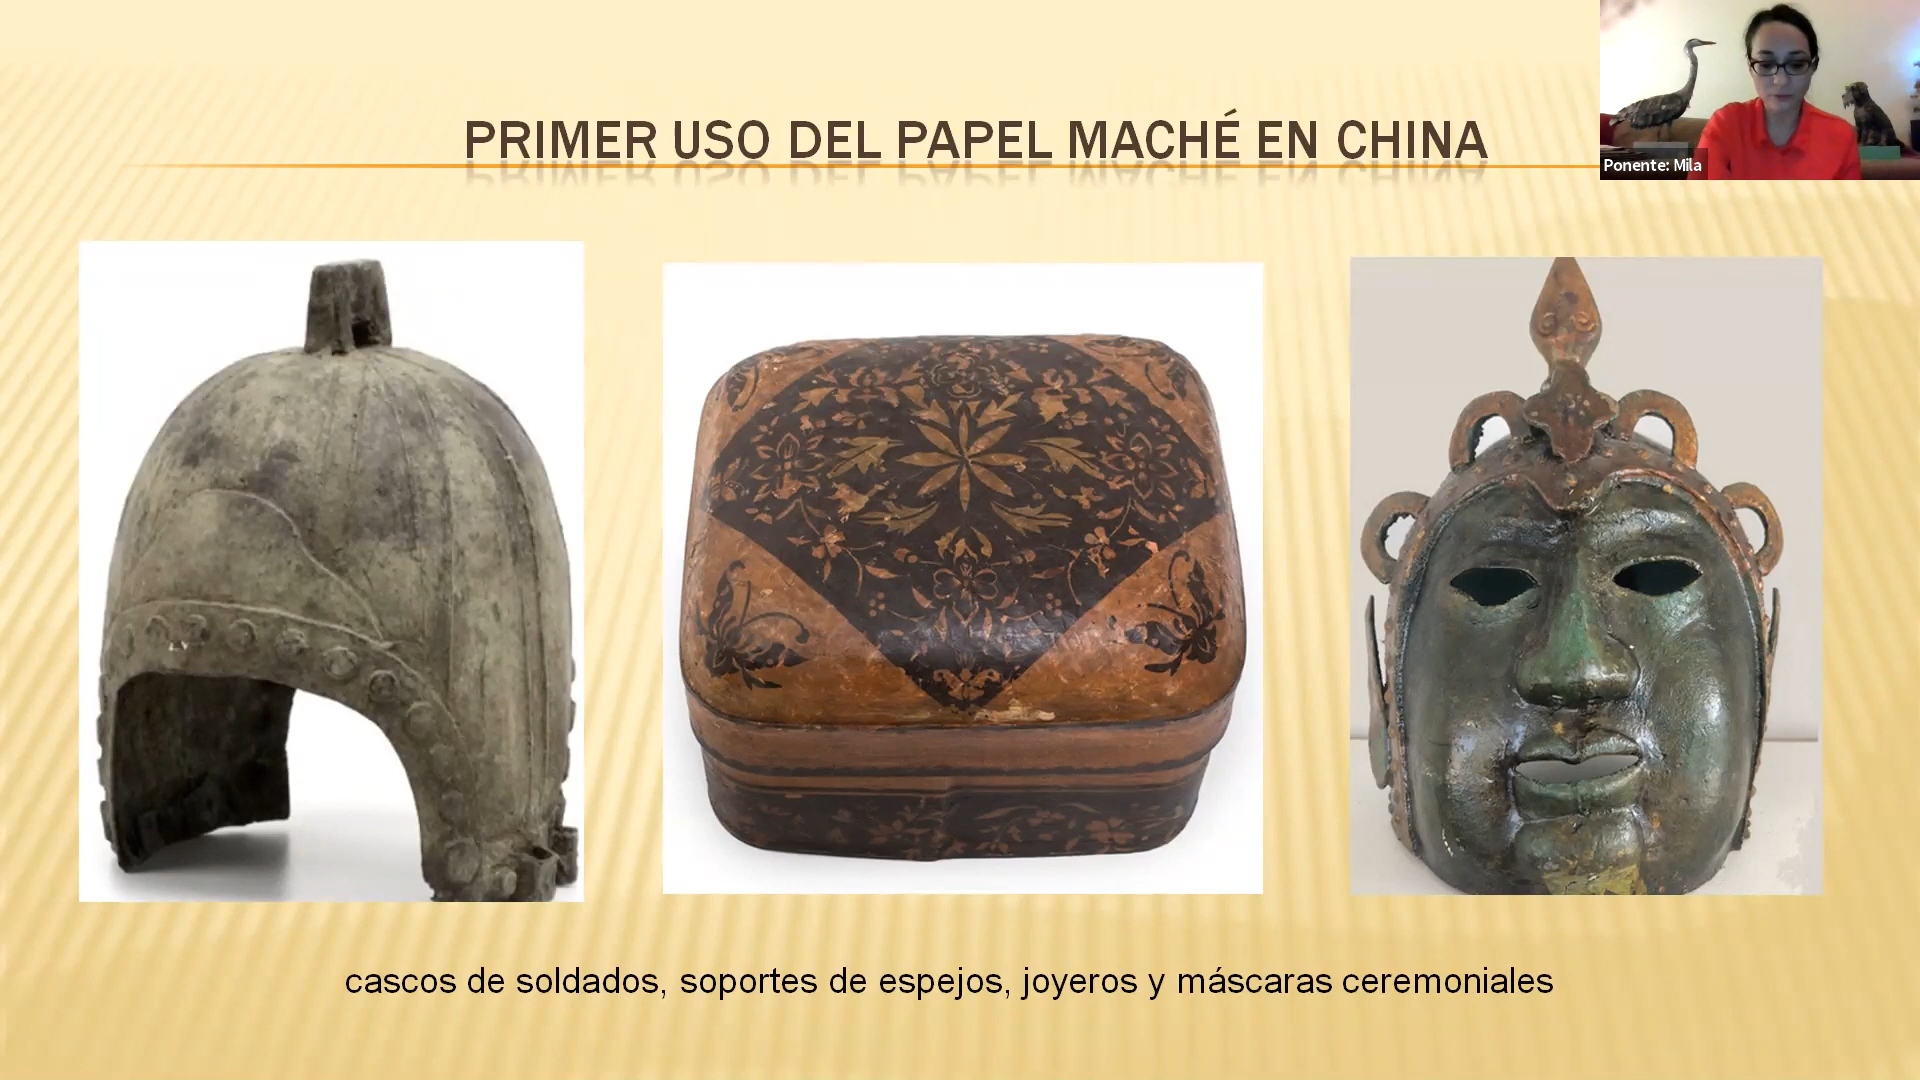 PRIMER USO DEL PAPEL MACHÉ EN CHINA
Ponente: Mila
cascos de soldados, soportes de espejos, joyeros y máscaras ceremoniales